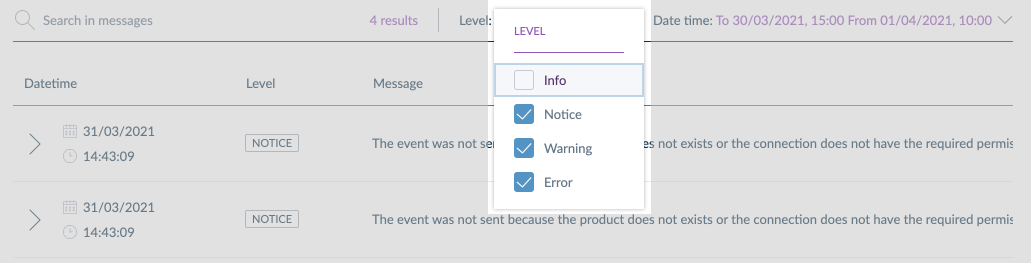 Search in messages 4 results Level: Date time: To 30/03/2021, 15:00 From 01/04/2021, 10:00
LEVEL
Info
Notice
Warning
Error
Datetime Level Message
31/03/2021
14:43:09
NOTICE
The event was not se es not exists or the connection does not have the required permis
31/03/2021
14:43:09
NOTICE
The event was not sent because the product does not exists or the connection does not have the required permis